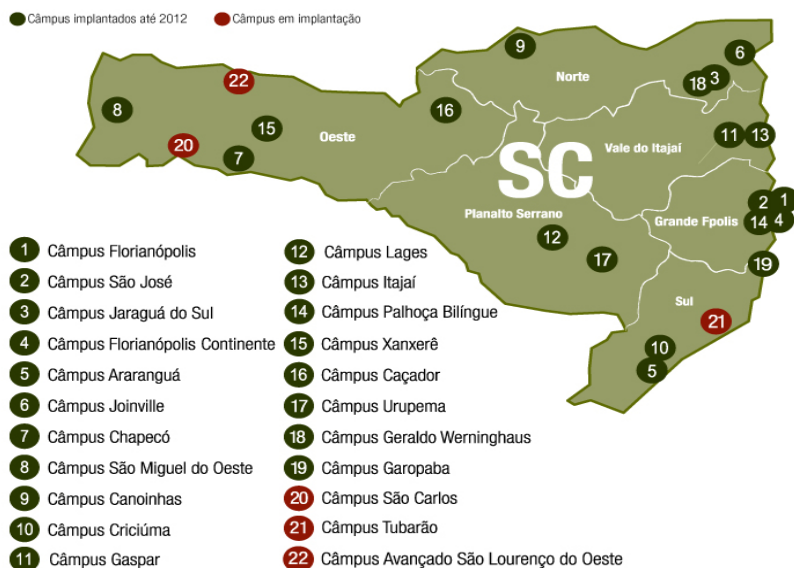 Câmpus implantados até 2012
Câmpus em implantação
9
6
Norte
22
3
18
8
16
15
Oeste
11
13
20
7
Vale do Itajaí
SC
Planalto Serrano
2
1
Grande Fpolis
14
4
12
17
19
Sul
21
10
5
1 Câmpus Florianópolis
2 Câmpus São José
3 Câmpus Jaraguá do Sul
4 Câmpus Florianópolis Continente
5 Câmpus Araranguá
6 Câmpus Joinville
7 Câmpus Chapecó
8 Câmpus São Miguel do Oeste
9 Câmpus Canoinhas
10 Câmpus Criciúma
11 Câmpus Gaspar
12 Câmpus Lages
13 Câmpus Itajaí
14 Câmpus Palhoça Bilíngue
15 Câmpus Xanxerê
16 Câmpus Caçador
17 Câmpus Urupema
18 Câmpus Geraldo Werninghaus
19 Câmpus Garopaba
20 Câmpus São Carlos
21 Câmpus Tubarão
22 Câmpus Avançado São Lourenço do Oeste